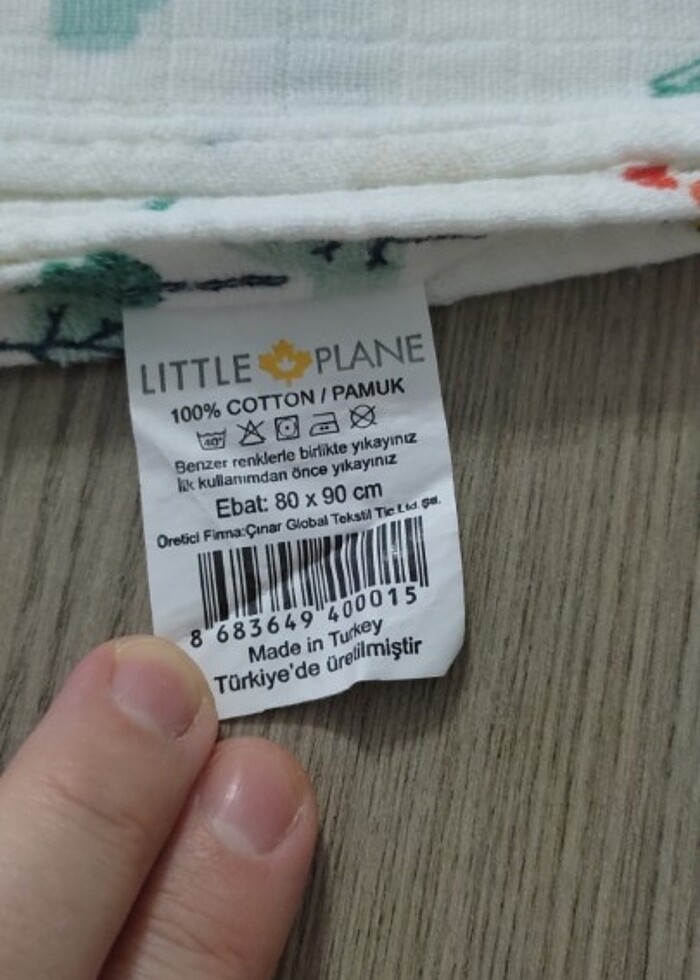 LITTLE PLANE
100% COTTON / PAMUK
40°
Benzer renklerle birlikte yıkayınız
İlk kullanımdan önce yıkayınız
Ebat: 80 x 90 cm
Üretici Firma:Çınar Global Tekstil Tic.Ltd.Şti.
8 683649 400015
Made in Turkey
Türkiye'de üretilmiştir